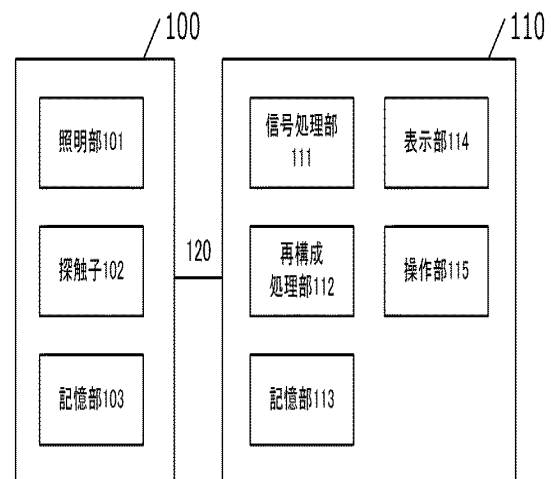 100
照明部101
探触子102
記憶部103
120
110
信号処理部
111
再構成
処理部112
記憶部113
表示部114
操作部115